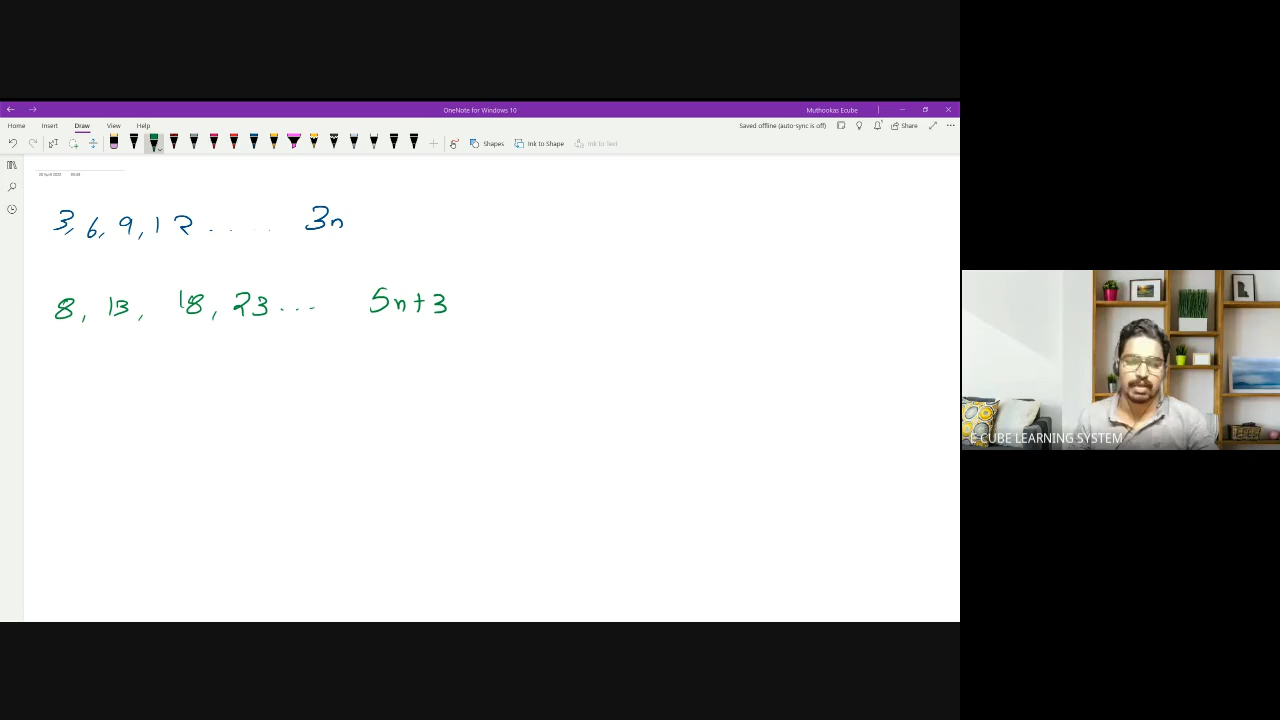 OneNote for Windows 10
Muthookas Ecube
Home Insert Draw View Help
Saved offline (auto-sync is off) Share
Shapes Ink to Shape Ink to Text
3, 6, 9, 12 ..... 3n
8, 13, 18, 23 ... 5n+3
E CUBE LEARNING SYSTEM